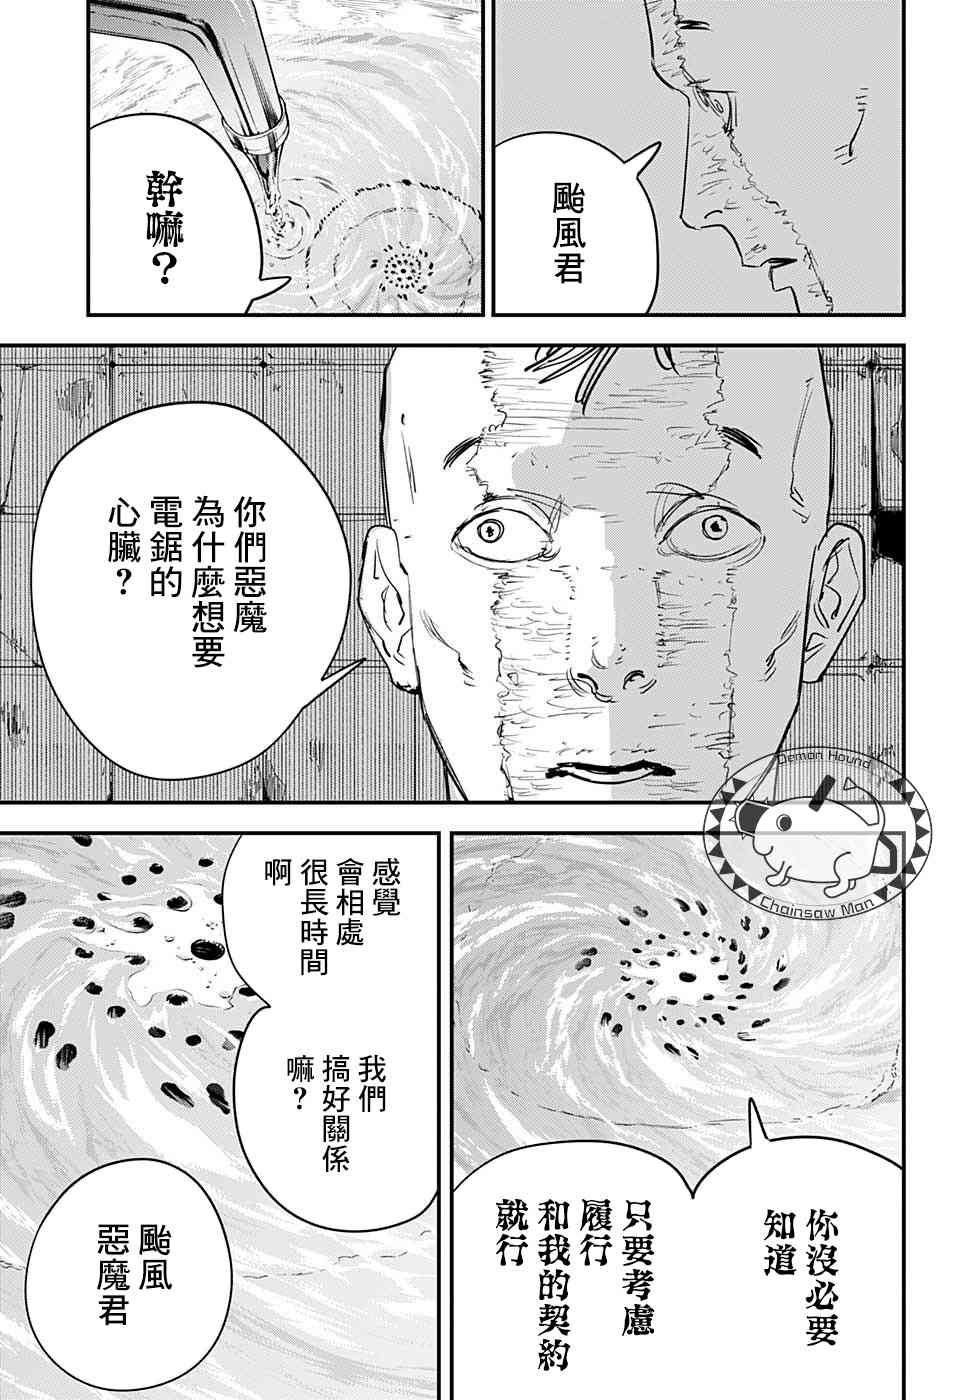 颱風君
幹嘛？
你們惡魔
為什麼想要
電鋸的
心臟？
Demon Hound
Chainsaw Man
你沒必要
知道
只要考慮
履行
和我的契約
就行
感覺
會相處
很長時間
啊
我們
搞好關係
嘛？
颱風
惡魔君